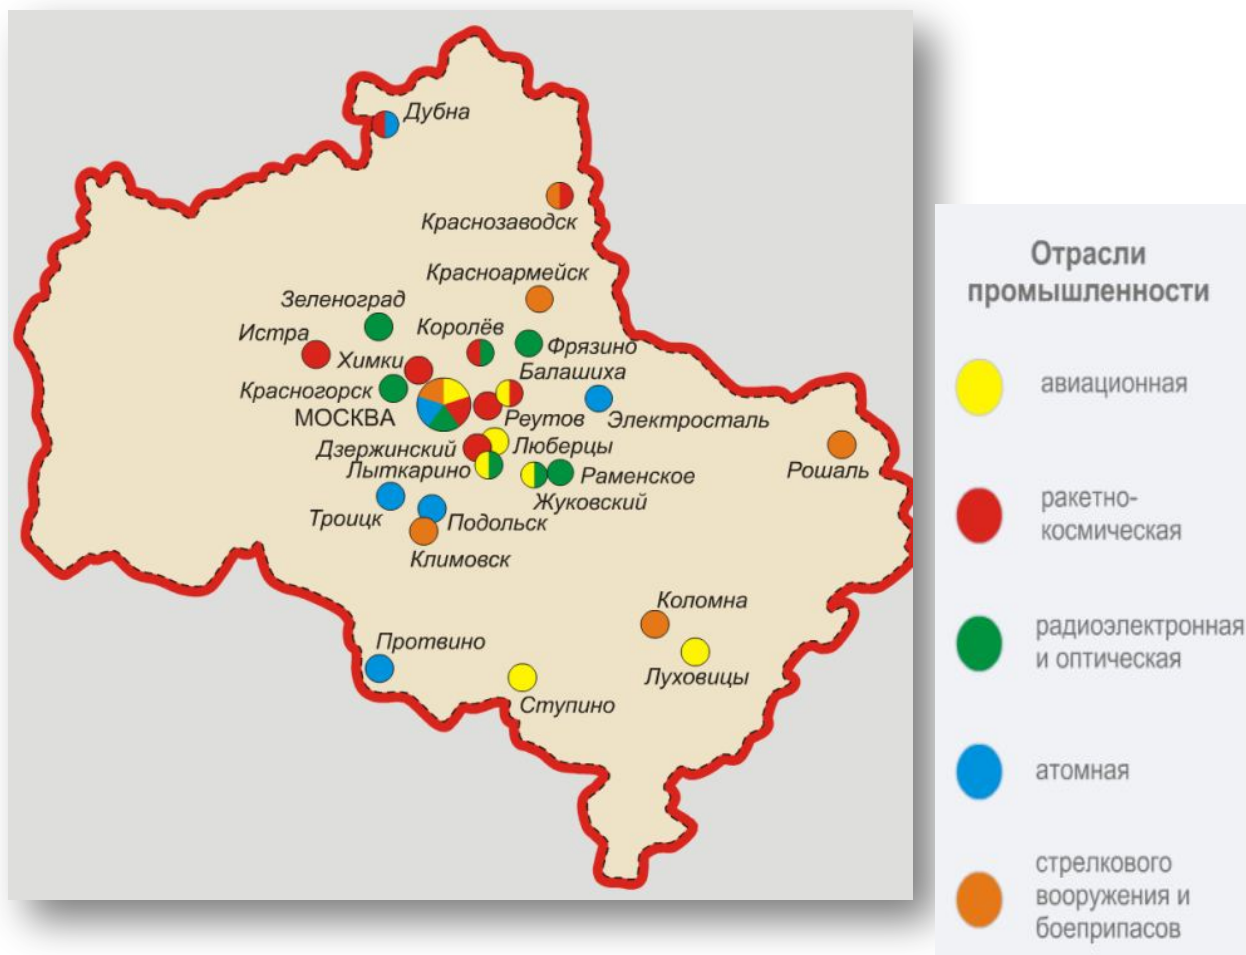 Дубна
Краснозаводск
Красноармейск
Зеленоград
Истра
Королёв
Химки
Фрязино
Балашиха
Красногорск
МОСКВА
Реутов
Электросталь
Дзержинский
Люберцы
Лыткарино
Раменское
Жуковский
Рошаль
Троицк
Подольск
Климовск
Коломна
Протвино
Луховицы
Ступино
Отрасли
промышленности
авиационная
ракетно-
космическая
радиоэлектронная
и оптическая
атомная
стрелкового
вооружения и
боеприпасов